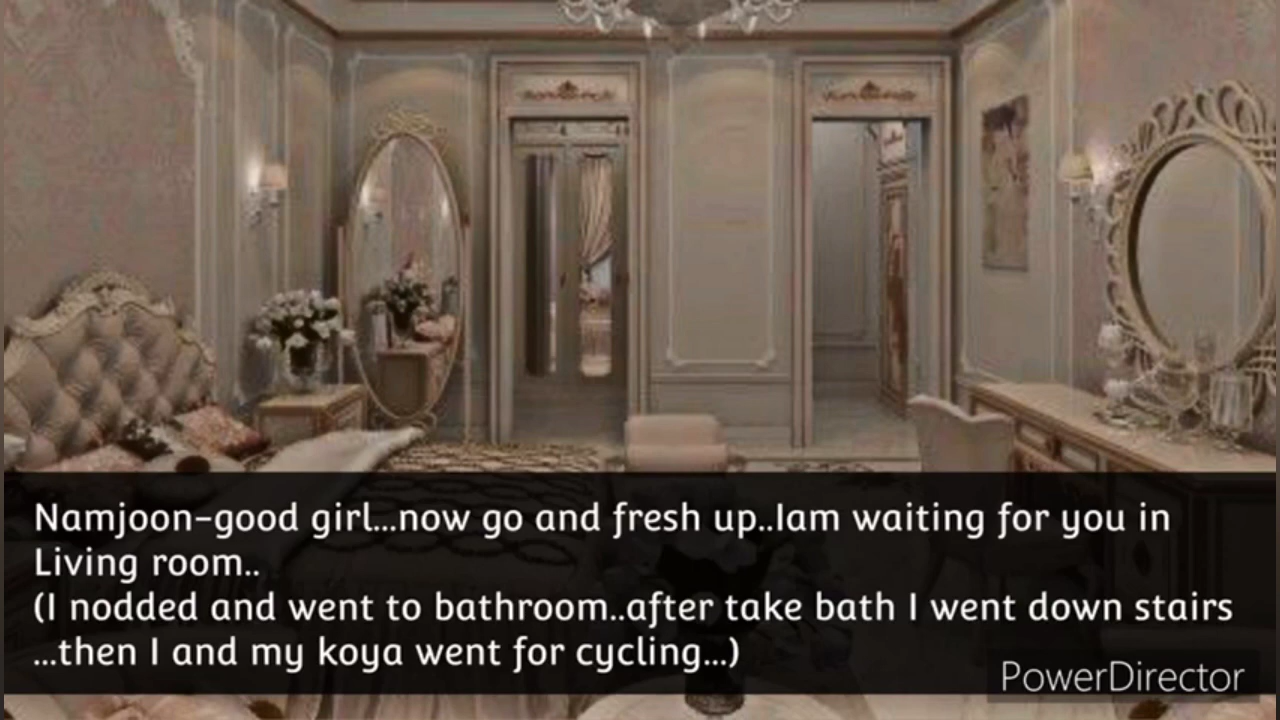 Namjoon-good girl...now go and fresh up..Iam waiting for you in
Living room..
(I nodded and went to bathroom..after take bath I went down stairs
...then I and my koya went for cycling...)
PowerDirector